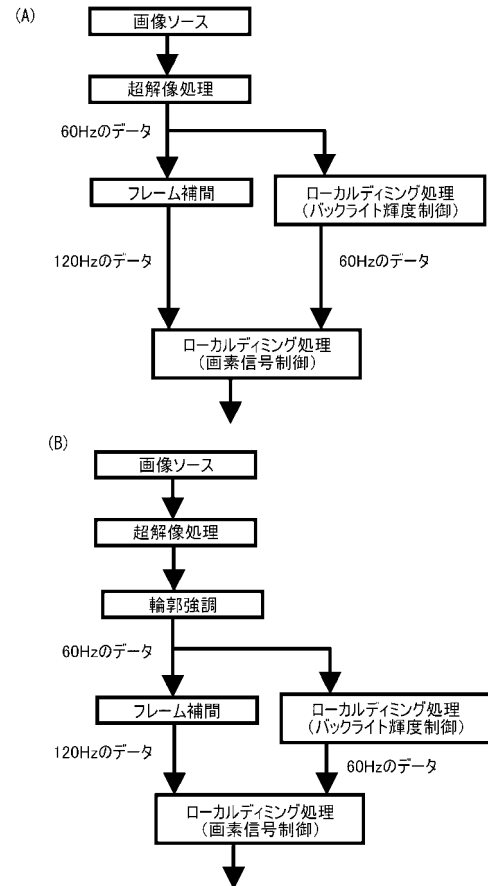 (A)
画像ソース
超解像処理
60Hzのデータ
フレーム補間
ローカルディミング処理
(バックライト輝度制御)
120Hzのデータ
60Hzのデータ
ローカルディミング処理
(画素信号制御)
(B)
画像ソース
超解像処理
輪郭強調
60Hzのデータ
フレーム補間
ローカルディミング処理
(バックライト輝度制御)
120Hzのデータ
60Hzのデータ
ローカルディミング処理
(画素信号制御)